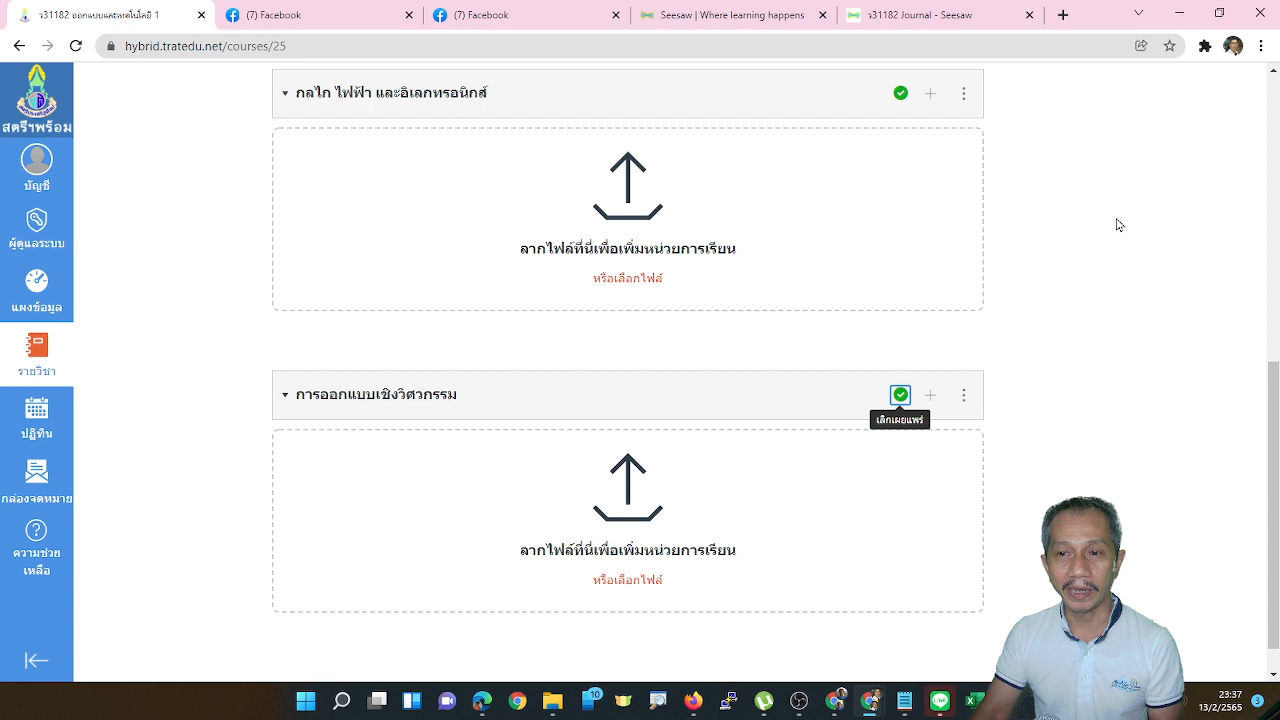 ว31182 ออกแบบและเทคโนโลยี 1
(7) Facebook
(7) Facebook
Seesaw | Where learning happens
ว31182 Journal - Seesaw
hybrid.tratedu.net/courses/25
สตรีฯพร้อม
บัญชี
ผู้ดูแลระบบ
แผงข้อมูล
รายวิชา
ปฏิทิน
กล่องจดหมาย
ความช่วย
เหลือ
กลไก ไฟฟ้า และอิเลกทรอนิกส์
ลากไฟล์ที่นี่เพื่อเพิ่มหน่วยการเรียน
หรือเลือกไฟล์
การออกแบบเชิงวิศวกรรม
เลิกเผยแพร่
ลากไฟล์ที่นี่เพื่อเพิ่มหน่วยการเรียน
หรือเลือกไฟล์
10
13/2/2565
3